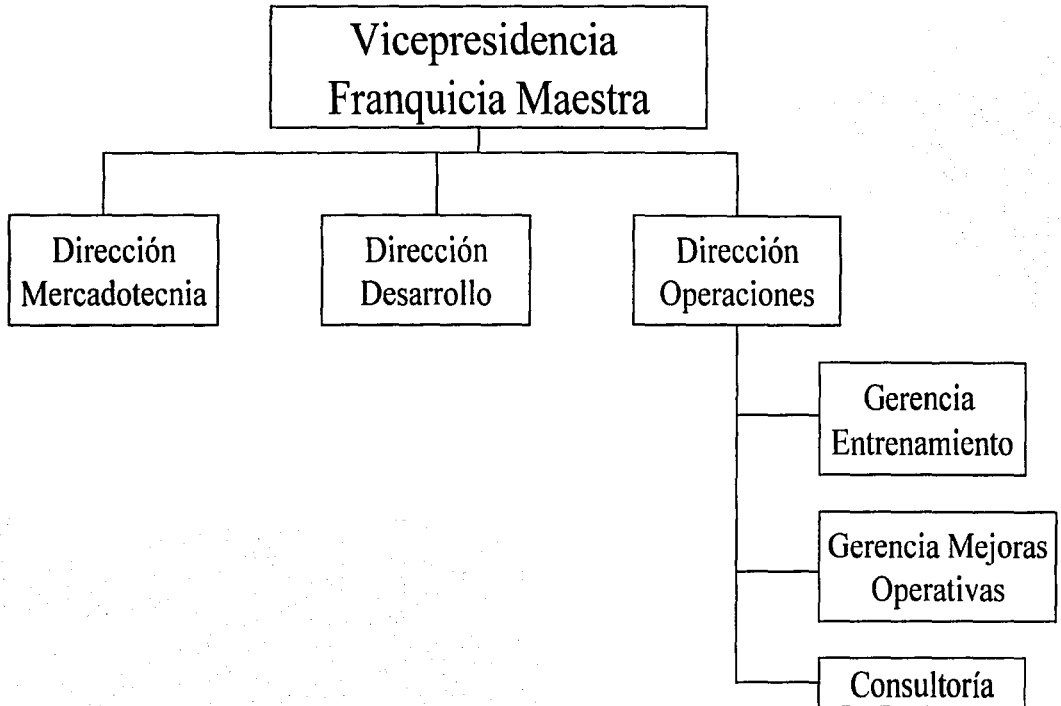 Vicepresidencia
Franquicia Maestra
Dirección
Mercadotecnia
Dirección
Desarrollo
Dirección
Operaciones
Gerencia
Entrenamiento
Gerencia Mejoras
Operativas
Consultoría